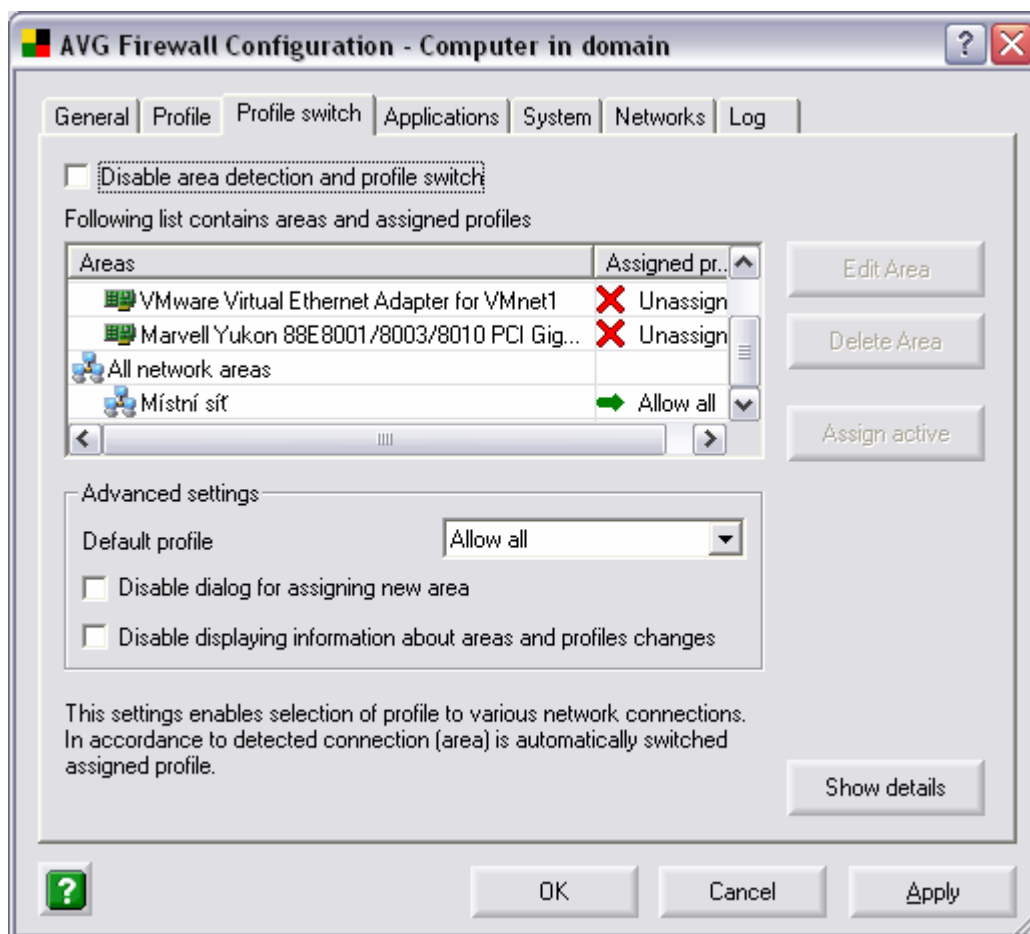 AVG Firewall Configuration - Computer in domain
General Profile Profile switch Applications System Networks Log
Disable area detection and profile switch
Following list contains areas and assigned profiles
Areas Assigned pr...
VMware Virtual Ethernet Adapter for VMnet1 Unassign
Marvell Yukon 88E8001/8003/8010 PCI Gig... Unassign
All network areas
Místní síť Allow all
Edit Area
Delete Area
Assign active
Advanced settings
Default profile Allow all
Disable dialog for assigning new area
Disable displaying information about areas and profiles changes
This settings enables selection of profile to various network connections.
In accordance to detected connection (area) is automatically switched
assigned profile.
Show details
OK Cancel Apply